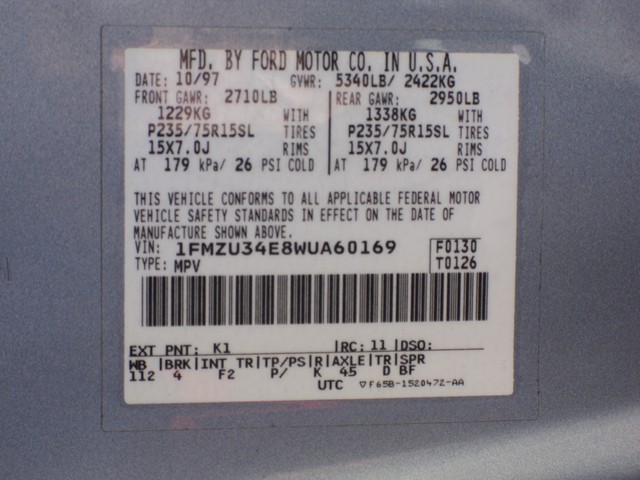 MFD. BY FORD MOTOR CO. IN U.S.A.
DATE: 10/97 GVWR: 5340LB/ 2422KG
FRONT GAWR: 2710LB REAR GAWR: 2950LB
1229KG WITH 1338KG WITH
P235/75R15SL TIRES P235/75R15SL TIRES
15X7.0J RIMS 15X7.0J RIMS
AT 179 kPa/ 26 PSI COLD AT 179 kPa/ 26 PSI COLD
THIS VEHICLE CONFORMS TO ALL APPLICABLE FEDERAL MOTOR
VEHICLE SAFETY STANDARDS IN EFFECT ON THE DATE OF
MANUFACTURE SHOWN ABOVE.
VIN: 1FMZU34E8WUA60169 F0130
TYPE: MPV T0126
EXT PNT: K1 RC: 11 DSO:
WB BRK INT TR TP/PS R AXLE TR SPR
112 4 F2 P/ K 45 D BF
UTC ▽F65B-1520472-AA